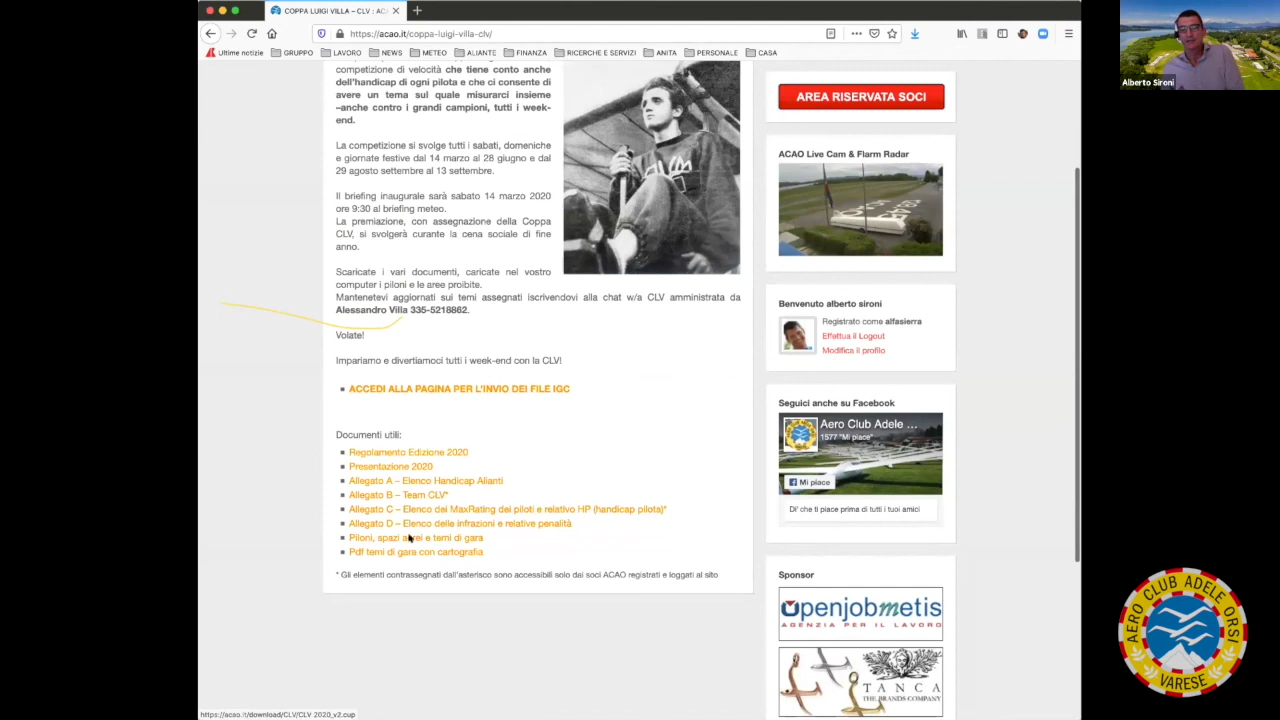 COPPA LUIGI VILLA – CLV : ACA
https://acao.it/coppa-luigi-villa-clv/
Ultime notizie GRUPPO LAVORO NEWS METEO ALIANTE FINANZA RICERCHE E SERVIZI ANITA PERSONALE CASA
competizione di velocità che tiene conto anche
dell'handicap di ogni pilota e che ci consente di
avere un tema sul quale misurarci insieme
–anche contro i grandi campioni, tutti i week-
end.
La competizione si svolge tutti i sabati, domeniche
e giornate festive dal 14 marzo al 28 giugno e dal
29 agosto settembre al 13 settembre.
Il briefing inaugurale sarà sabato 14 marzo 2020
ore 9:30 al briefing meteo.
La premiazione, con assegnazione della Coppa
CLV, si svolgerà curante la cena sociale di fine
anno.
Scaricate i vari documenti, caricate nel vostro
computer i piloni e le aree proibite.
Mantenetevi aggiornati sui temi assegnati iscrivendovi alla chat w/a CLV amministrata da
Alessandro Villa 335-5218862.
Volate!
Impariamo e divertiamoci tutti i week-end con la CLV!
ACCEDI ALLA PAGINA PER L'INVIO DEI FILE IGC
Documenti utili:
Regolamento Edizione 2020
Presentazione 2020
Allegato A – Elenco Handicap Alianti
Allegato B – Team CLV*
Allegato C – Elenco dei MaxRating dei piloti e relativo HP (handicap pilota)*
Allegato D – Elenco delle infrazioni e relative penalità
Piloni, spazi aerei e temi di gara
Pdf temi di gara con cartografia
* Gli elementi contrassegnati dall'asterisco sono accessibili solo dai soci ACAO registrati e loggati al sito
AREA RISERVATA SOCI
ACAO Live Cam & Flarm Radar
Benvenuto alberto sironi
Registrato come alfasierra
Effettua il Logout
Modifica il profilo
Seguici anche su Facebook
Aero Club Adele ...
1577 "Mi piace"
Mi piace
Di' che ti piace prima di tutti i tuoi amici
Sponsor
Openjobmetis
AGENZIA PER IL LAVORO
TANCA
THE BRANDS COMPANY
https://acao.it/download/CLV/CLV-2020_v2.cup
Alberto Sironi
AERO CLUB ADELE ORSI
VARESE